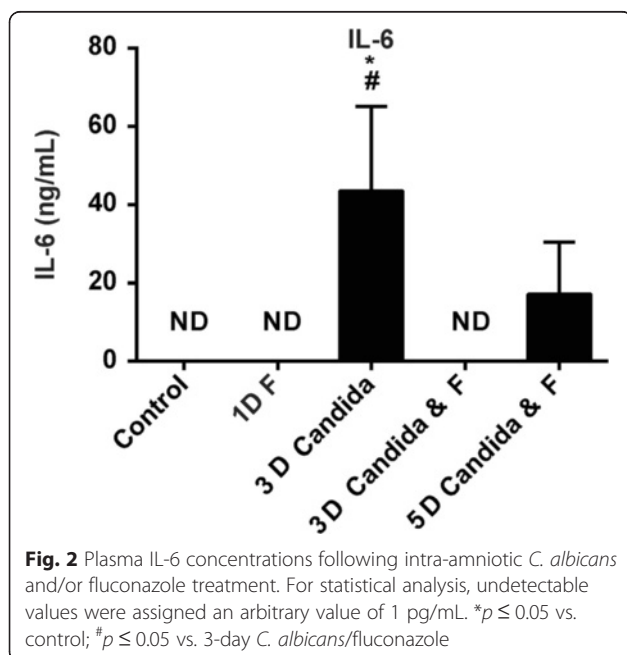 IL-6
*
#
IL-6 (ng/mL)
80
60
40
20
0
ND
ND
ND
Control
1D F
3 D Candida
3 D Candida & F
5 D Candida & F
Fig. 2 Plasma IL-6 concentrations following intra-amniotic C. albicans
and/or fluconazole treatment. For statistical analysis, undetectable
values were assigned an arbitrary value of 1 pg/mL. *p ≤ 0.05 vs.
control; #p ≤ 0.05 vs. 3-day C. albicans/fluconazole